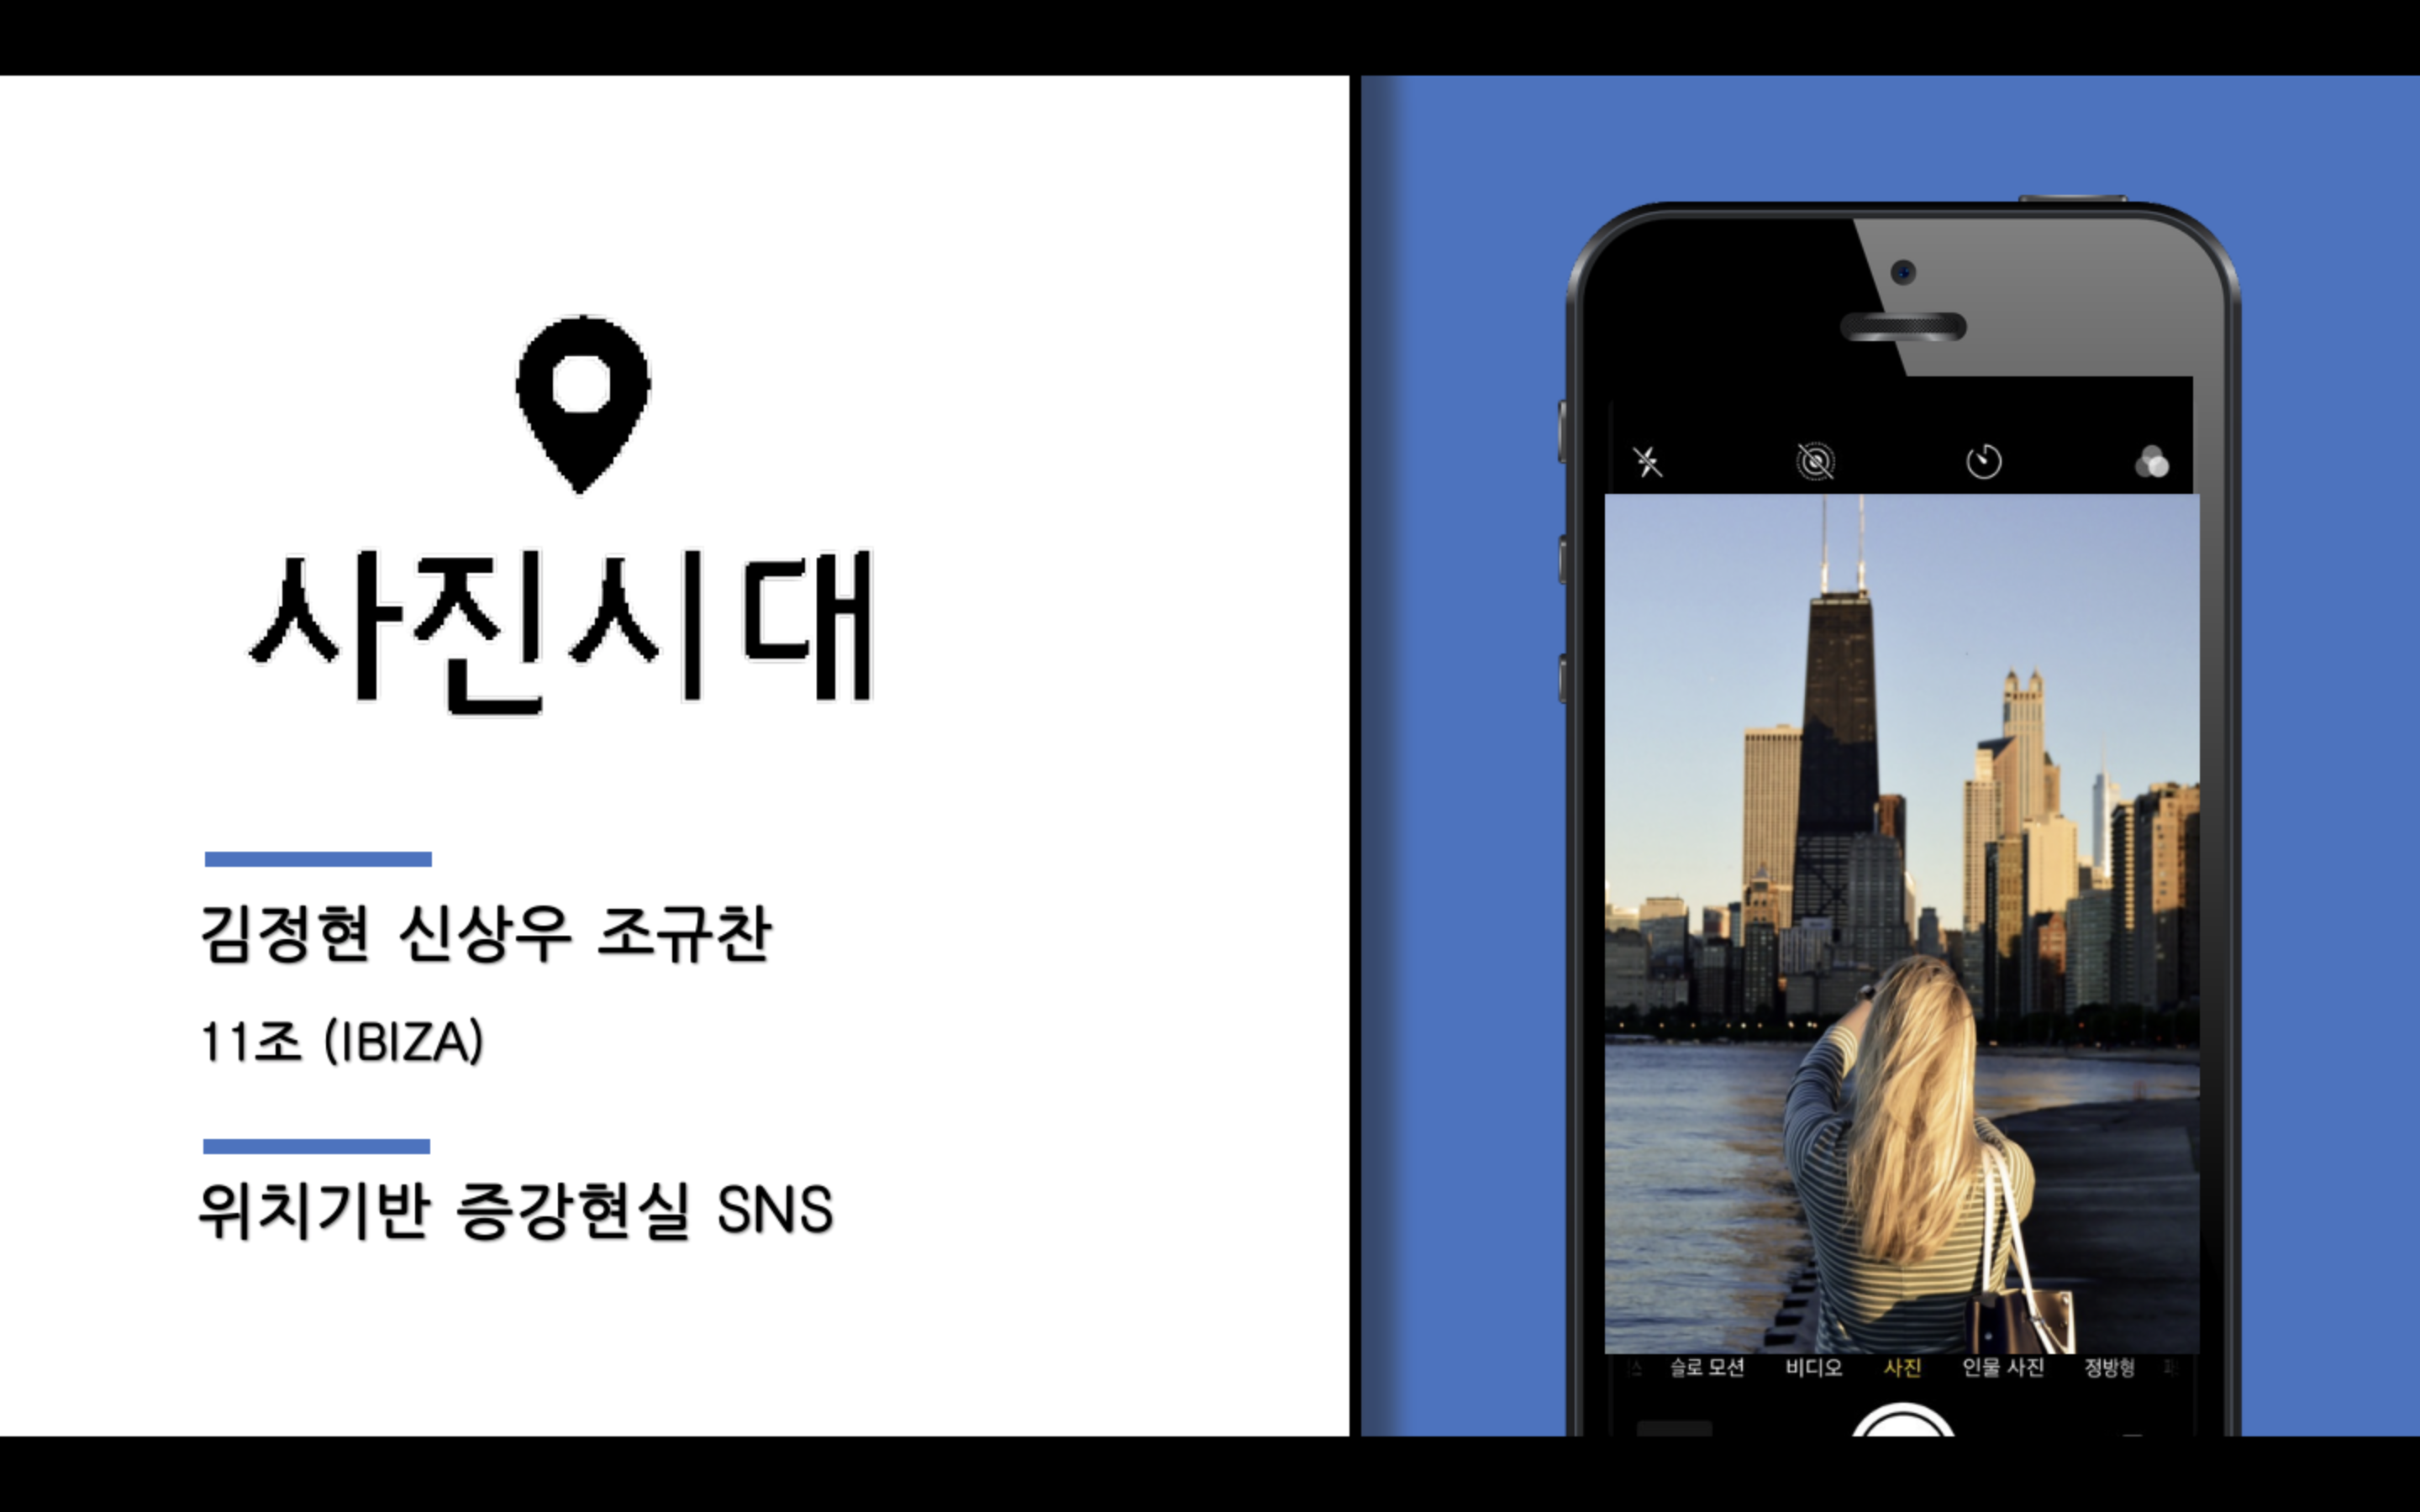 사진시대
김정현 신상우 조규찬
11조 (IBIZA)
위치기반 증강현실 SNS
슬로 모션 비디오 사진 인물 사진 정방형